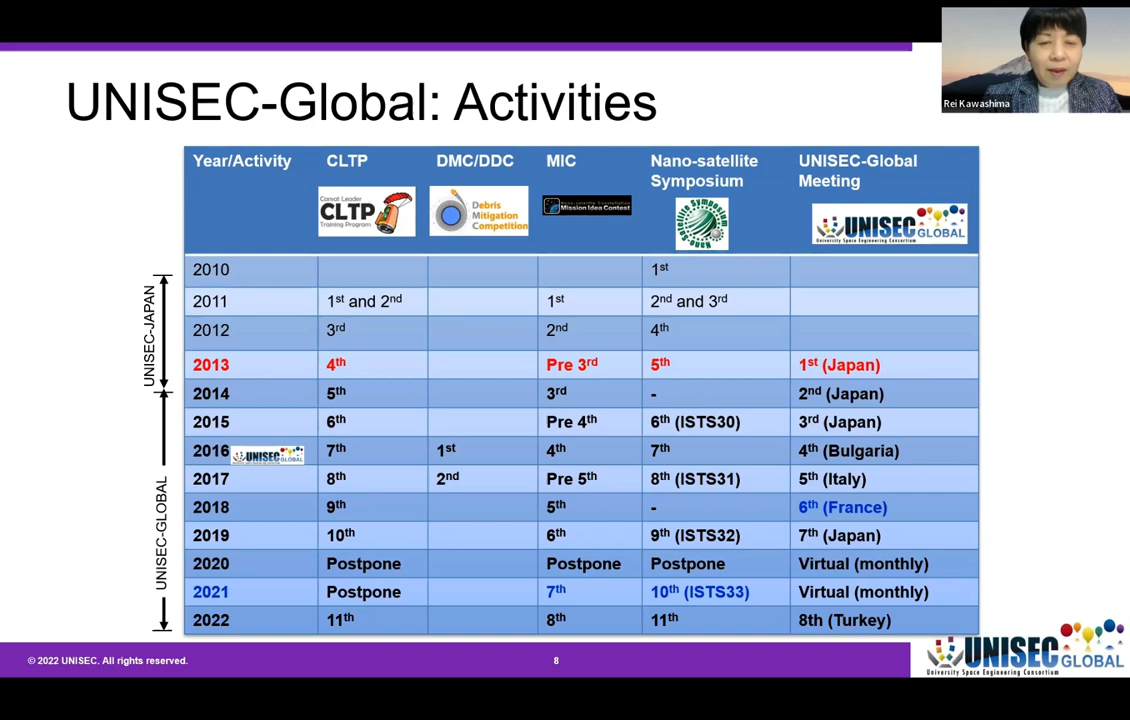 Rei Kawashima
UNISEC-Global: Activities
Year/Activity CLTP DMC/DDC MIC Nano-satellite Symposium UNISEC-Global Meeting
Cansat Leader
CLTP
Training Program
Debris
Mitigation
Competition
Mission Idea Contest
UNISEC GLOBAL
University Space Engineering Consortium
2010 1st
2011 1st and 2nd 1st 2nd and 3rd
2012 3rd 2nd 4th
2013 4th Pre 3rd 5th 1st (Japan)
2014 5th 3rd - 2nd (Japan)
2015 6th Pre 4th 6th (ISTS30) 3rd (Japan)
2016 UNISEC GLOBAL 7th 1st 4th 7th 4th (Bulgaria)
2017 8th 2nd Pre 5th 8th (ISTS31) 5th (Italy)
2018 9th 5th - 6th (France)
2019 10th 6th 9th (ISTS32) 7th (Japan)
2020 Postpone Postpone Postpone Virtual (monthly)
2021 Postpone 7th 10th (ISTS33) Virtual (monthly)
2022 11th 8th 11th 8th (Turkey)
UNISEC-JAPAN
UNISEC-GLOBAL
© 2022 UNISEC. All rights reserved.
8
UNISEC GLOBAL
University Space Engineering Consortium